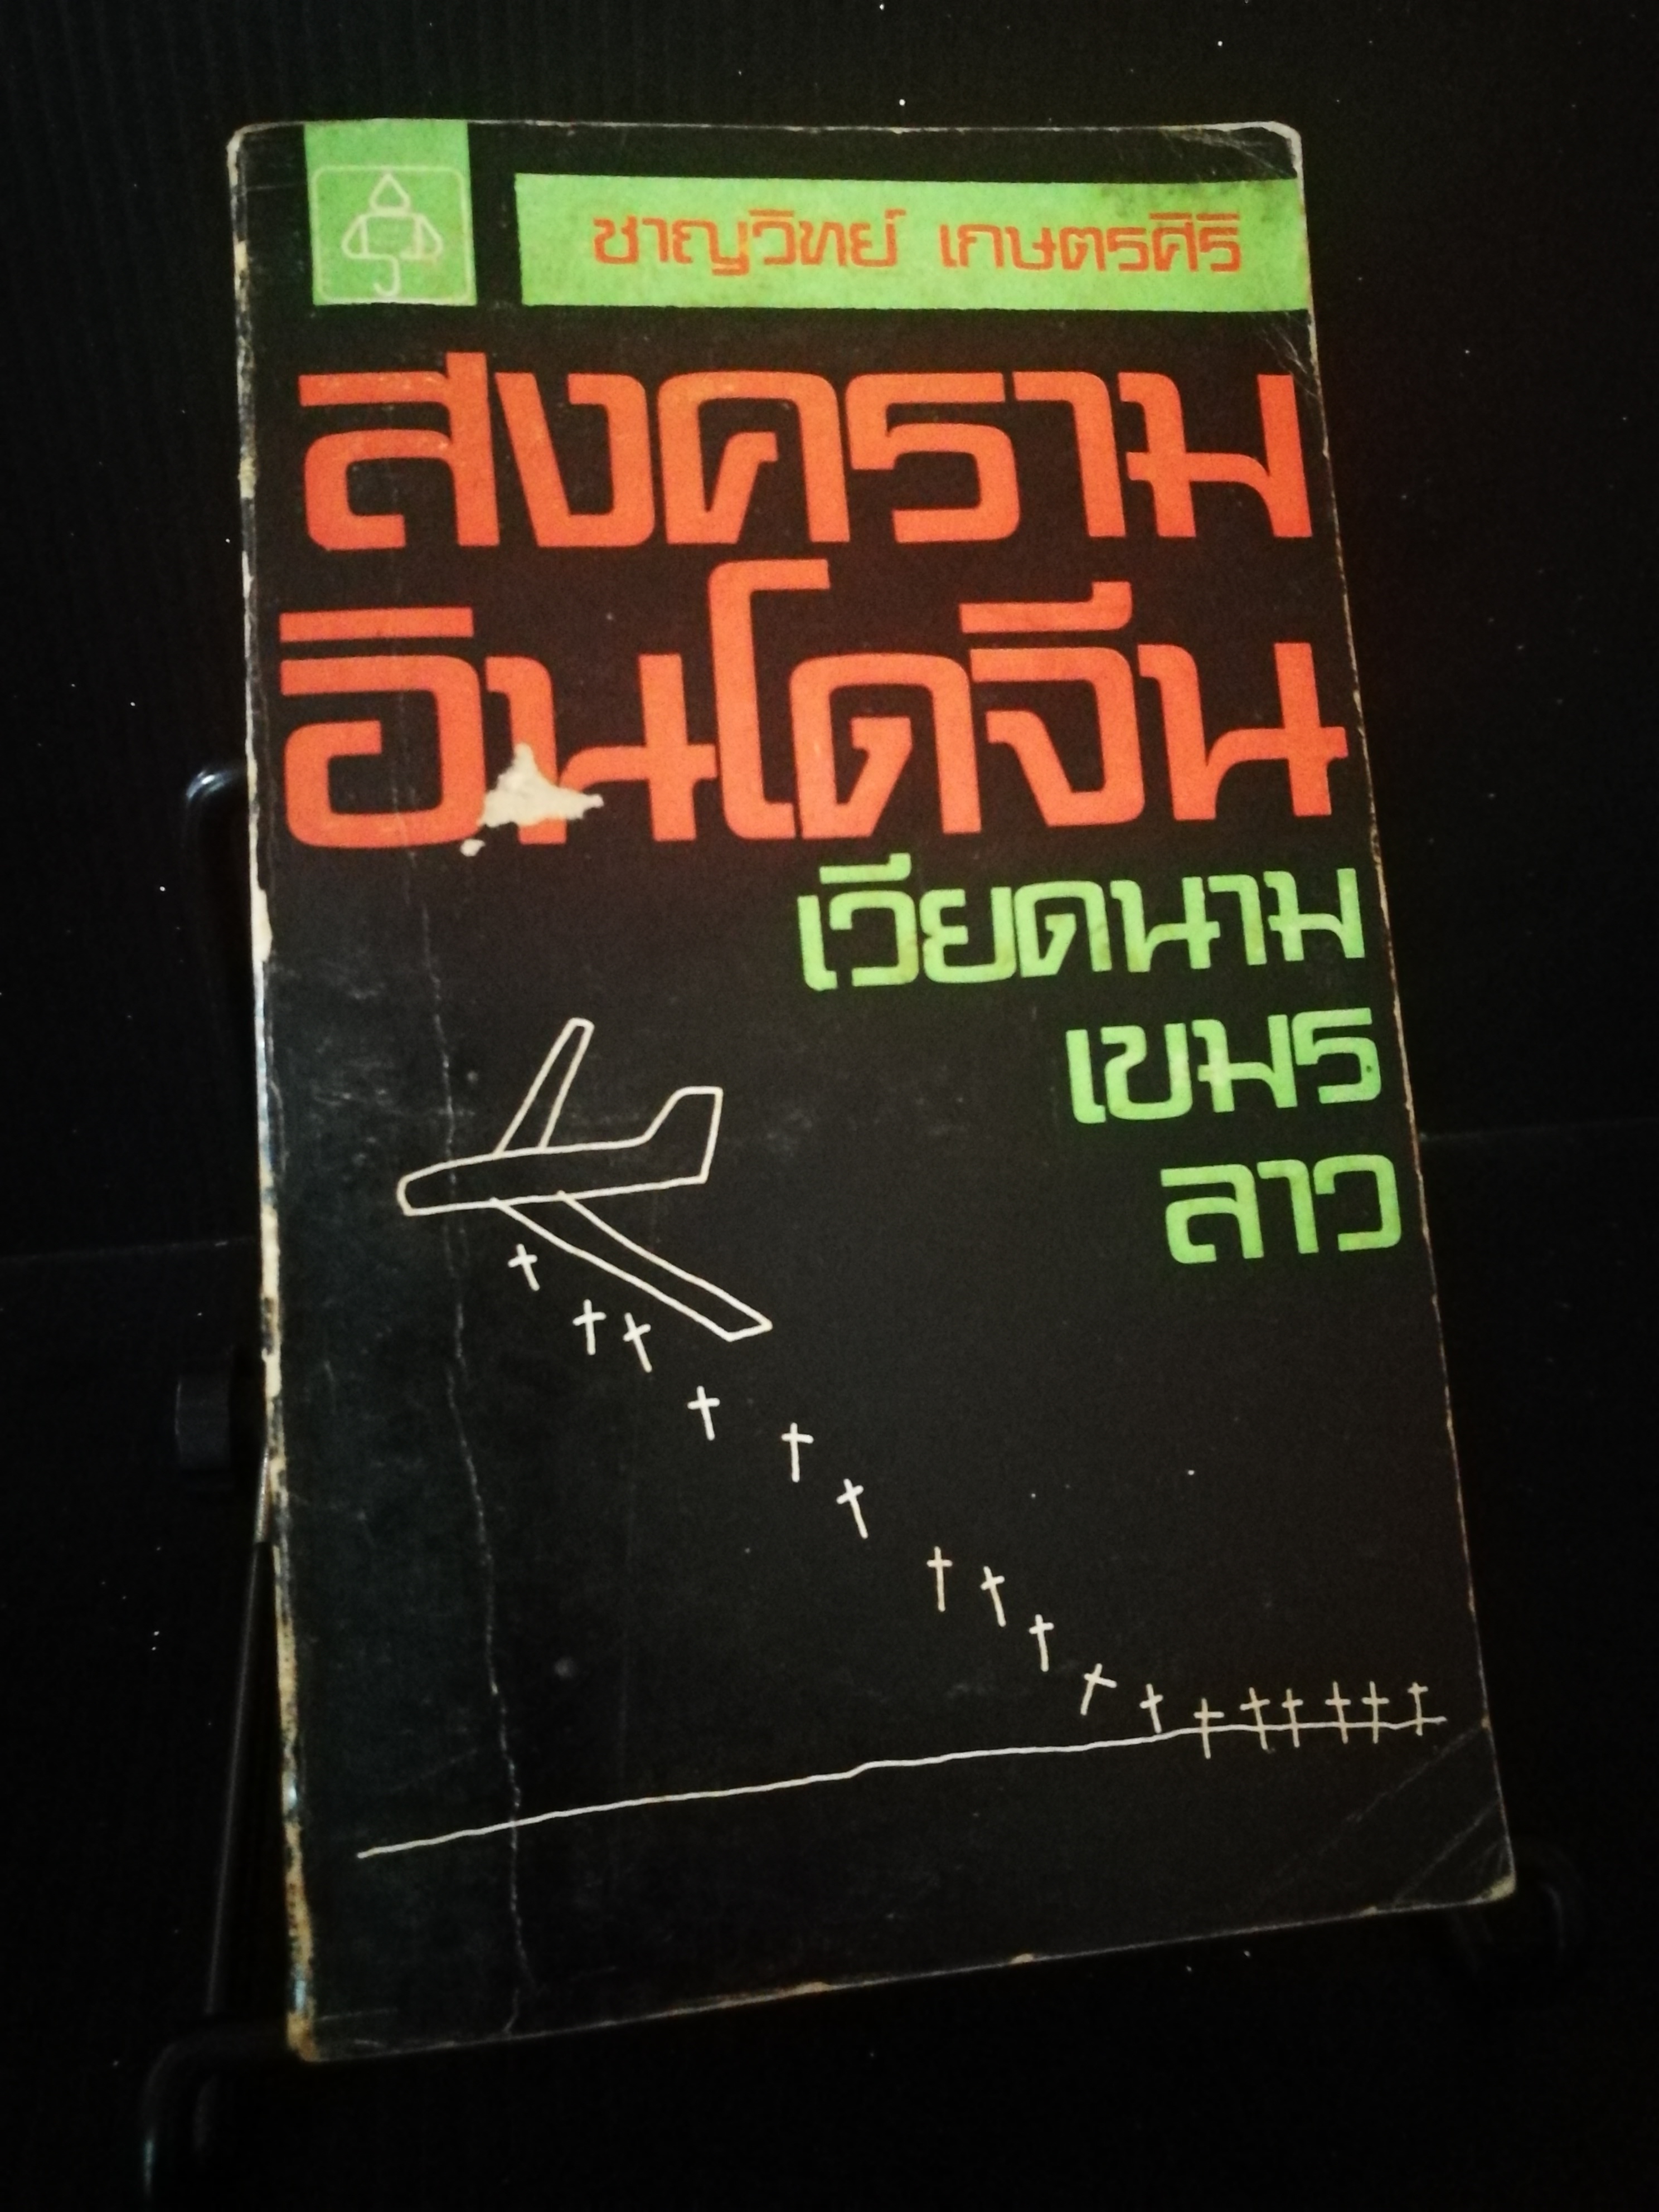 ชาญวิทย์ เกษตรศิริ
สงคราม
อินโดจีน
เวียดนาม
เขมร
ลาว